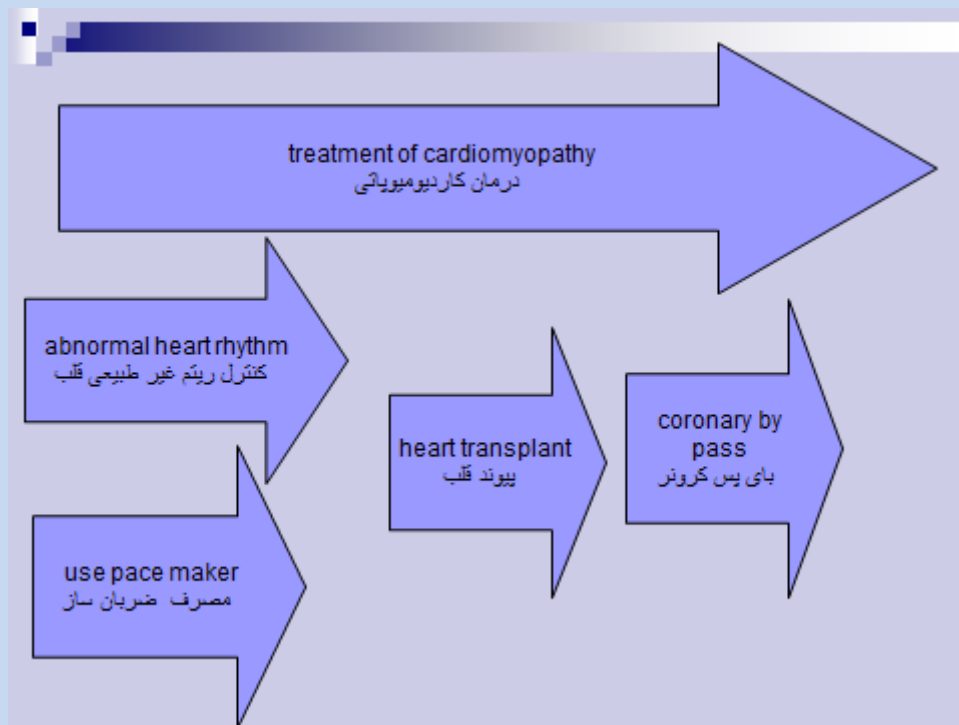 treatment of cardiomyopathy
درمان کاردیومیوپاتی
abnormal heart rhythm
کنترل ریتم غیر طبیعی قلب
use pace maker
مصرف ضربان ساز
heart transplant
پیوند قلب
coronary by
pass
بای پس کرونر